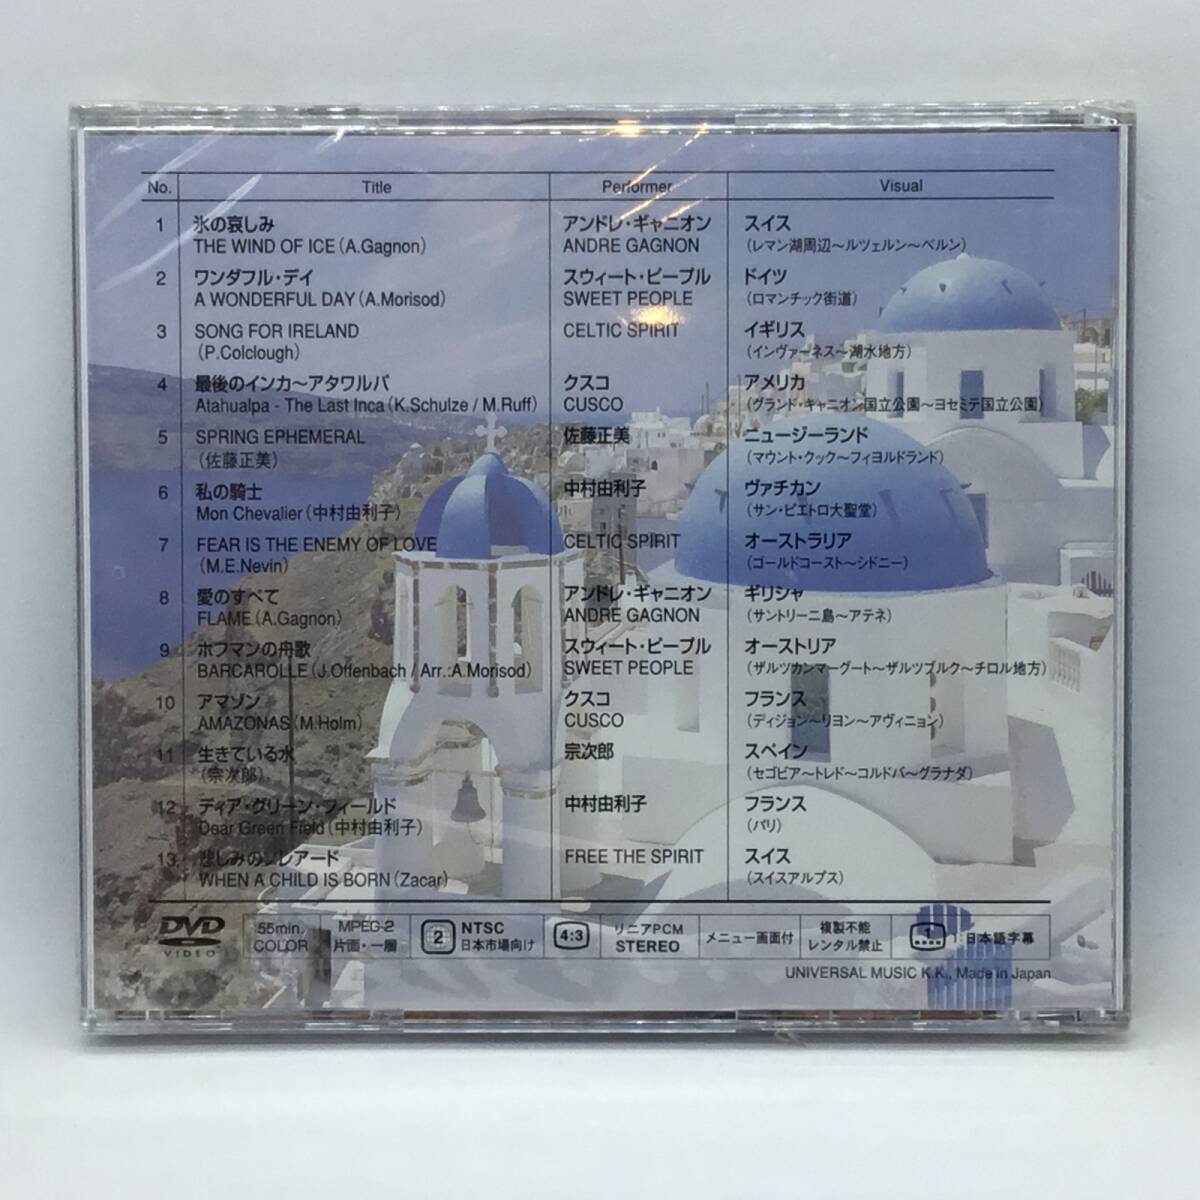 No. Title Performer Visual
1 氷の哀しみ アンドレ・ギャニオン スイス
THE WIND OF ICE (A.Gagnon) ANDRE GAGNON (レマン湖周辺〜ルツェルン〜ベルン)
2 ワンダフル・デイ スウィート・ピープル ドイツ
A WONDERFUL DAY (A.Morisod) SWEET PEOPLE (ロマンチック街道)
3 SONG FOR IRELAND CELTIC SPIRIT イギリス
(P.Colclough) (インヴァーネス〜湖水地方)
4 最後のインカ〜アタワルパ クスコ アメリカ
Atahualpa - The Last Inca (K.Schulze / M.Ruff) CUSCO (グランド・キャニオン国立公園〜ヨセミテ国立公園)
5 SPRING EPHEMERAL 佐藤正美 ニュージーランド
(佐藤正美) (マウント・クック〜フィヨルドランド)
6 私の騎士 中村由利子 ヴァチカン
Mon Chevalier (中村由利子) (サン・ピエトロ大聖堂)
7 FEAR IS THE ENEMY OF LOVE CELTIC SPIRIT オーストラリア
(M.E.Nevin) (ゴールドコースト〜シドニー)
8 愛のすべて アンドレ・ギャニオン ギリシャ
FLAME (A.Gagnon) ANDRE GAGNON (サントリーニ島〜アテネ)
9 ホフマンの舟歌 スウィート・ピープル オーストリア
BARCAROLLE (J.Offenbach / Arr.:A.Morisod) SWEET PEOPLE (ザルツカンマーグート〜ザルツブルク〜チロル地方)
10 アマゾン クスコ フランス
AMAZONAS (M.Holm) CUSCO (ディジョン〜リヨン〜アヴィニョン)
11 生きている水 宗次郎 スペイン
(宗次郎) (セゴビア〜トレド〜コルドバ〜グラナダ)
12 ディア・グリーン・フィールド 中村由利子 フランス
Dear Green Field (中村由利子) (パリ)
13 悲しみのソレアード FREE THE SPIRIT スイス
WHEN A CHILD IS BORN (Zacar) (スイスアルプス)
DVD VIDEO
55min. COLOR
MPEG-2 片面・一層
2 NTSC 日本市場向け
4:3
リニアPCM STEREO
メニュー画面付
複製不能 レンタル禁止
1 1:日本語字幕
UNIVERSAL MUSIC K.K., Made in Japan